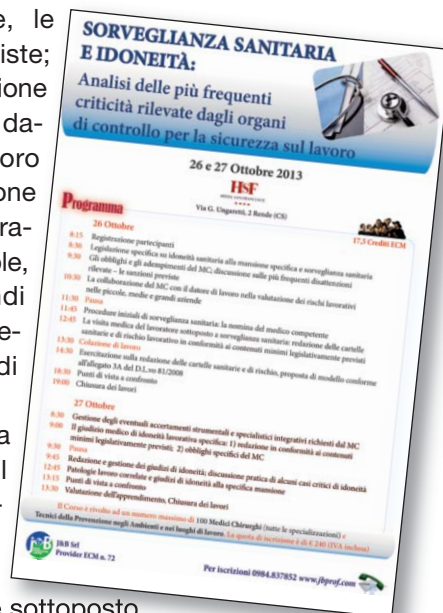 e, le
iste;
ione
da-
oro
one
ra-
ole,
ndi
e-
di
a
l
sottoposto
SORVEGLIANZA SANITARIA
E IDONEITÀ:
Analisi delle più frequenti
criticità rilevate dagli organi
di controllo per la sicurezza sul lavoro
26 e 27 Ottobre 2013
HSF
Via G. Ungaretti, 2 Rende (CS)
17,5 Crediti ECM
Programma
26 Ottobre
8:15 Registrazione partecipanti
8:30 Legislazione specifica su idoneità sanitaria alla mansione specifica e sorveglianza sanitaria
9:30 Gli obblighi e gli adempimenti del MC; discussione sulle più frequenti disattenzioni
rilevate – le sanzioni previste
10:30 La collaborazione del MC con il datore di lavoro nella valutazione dei rischi lavorativi
nelle piccole, medie e grandi aziende
11:30 Pausa
11:45 Procedure iniziali di sorveglianza sanitaria: la nomina del medico competente
12:45 La visita medica del lavoratore sottoposto a sorveglianza sanitaria: redazione delle cartelle
sanitarie e di rischio lavorativo in conformità ai contenuti minimi legislativamente previsti
13:30 Colazione di lavoro
14:30 Esercitazione sulla redazione delle cartelle sanitarie e di rischio, proposta di modello conforme
all'allegato 3A del D.L.vo 81/2008
18:30 Punti di vista a confronto
19:00 Chiusura dei lavori
27 Ottobre
8:30 Gestione degli eventuali accertamenti strumentali e specialistici integrativi richiesti dal MC
9:00 Il giudizio medico di idoneità lavorativa specifica: 1) redazione in conformità ai contenuti
minimi legislativamente previsti; 2) obblighi specifici del MC
9:30 Pausa
9:45 Redazione e gestione dei giudizi di idoneità; discussione pratica di alcuni casi critici di idoneità
12:45 Patologie lavoro correlate e giudizi di idoneità alla specifica mansione
13:15 Punti di vista a confronto
13:30 Valutazione dell'apprendimento, Chiusura dei lavori
Il Corso è rivolto ad un numero massimo di 100 Medici Chirurghi (tutte le specializzazioni) e
Tecnici della Prevenzione negli Ambienti e nei luoghi di lavoro. La quota di iscrizione è di € 240 (IVA inclusa)
J&B Srl
Provider ECM n. 72
Per iscrizioni 0984.837852 www.jbprof.com